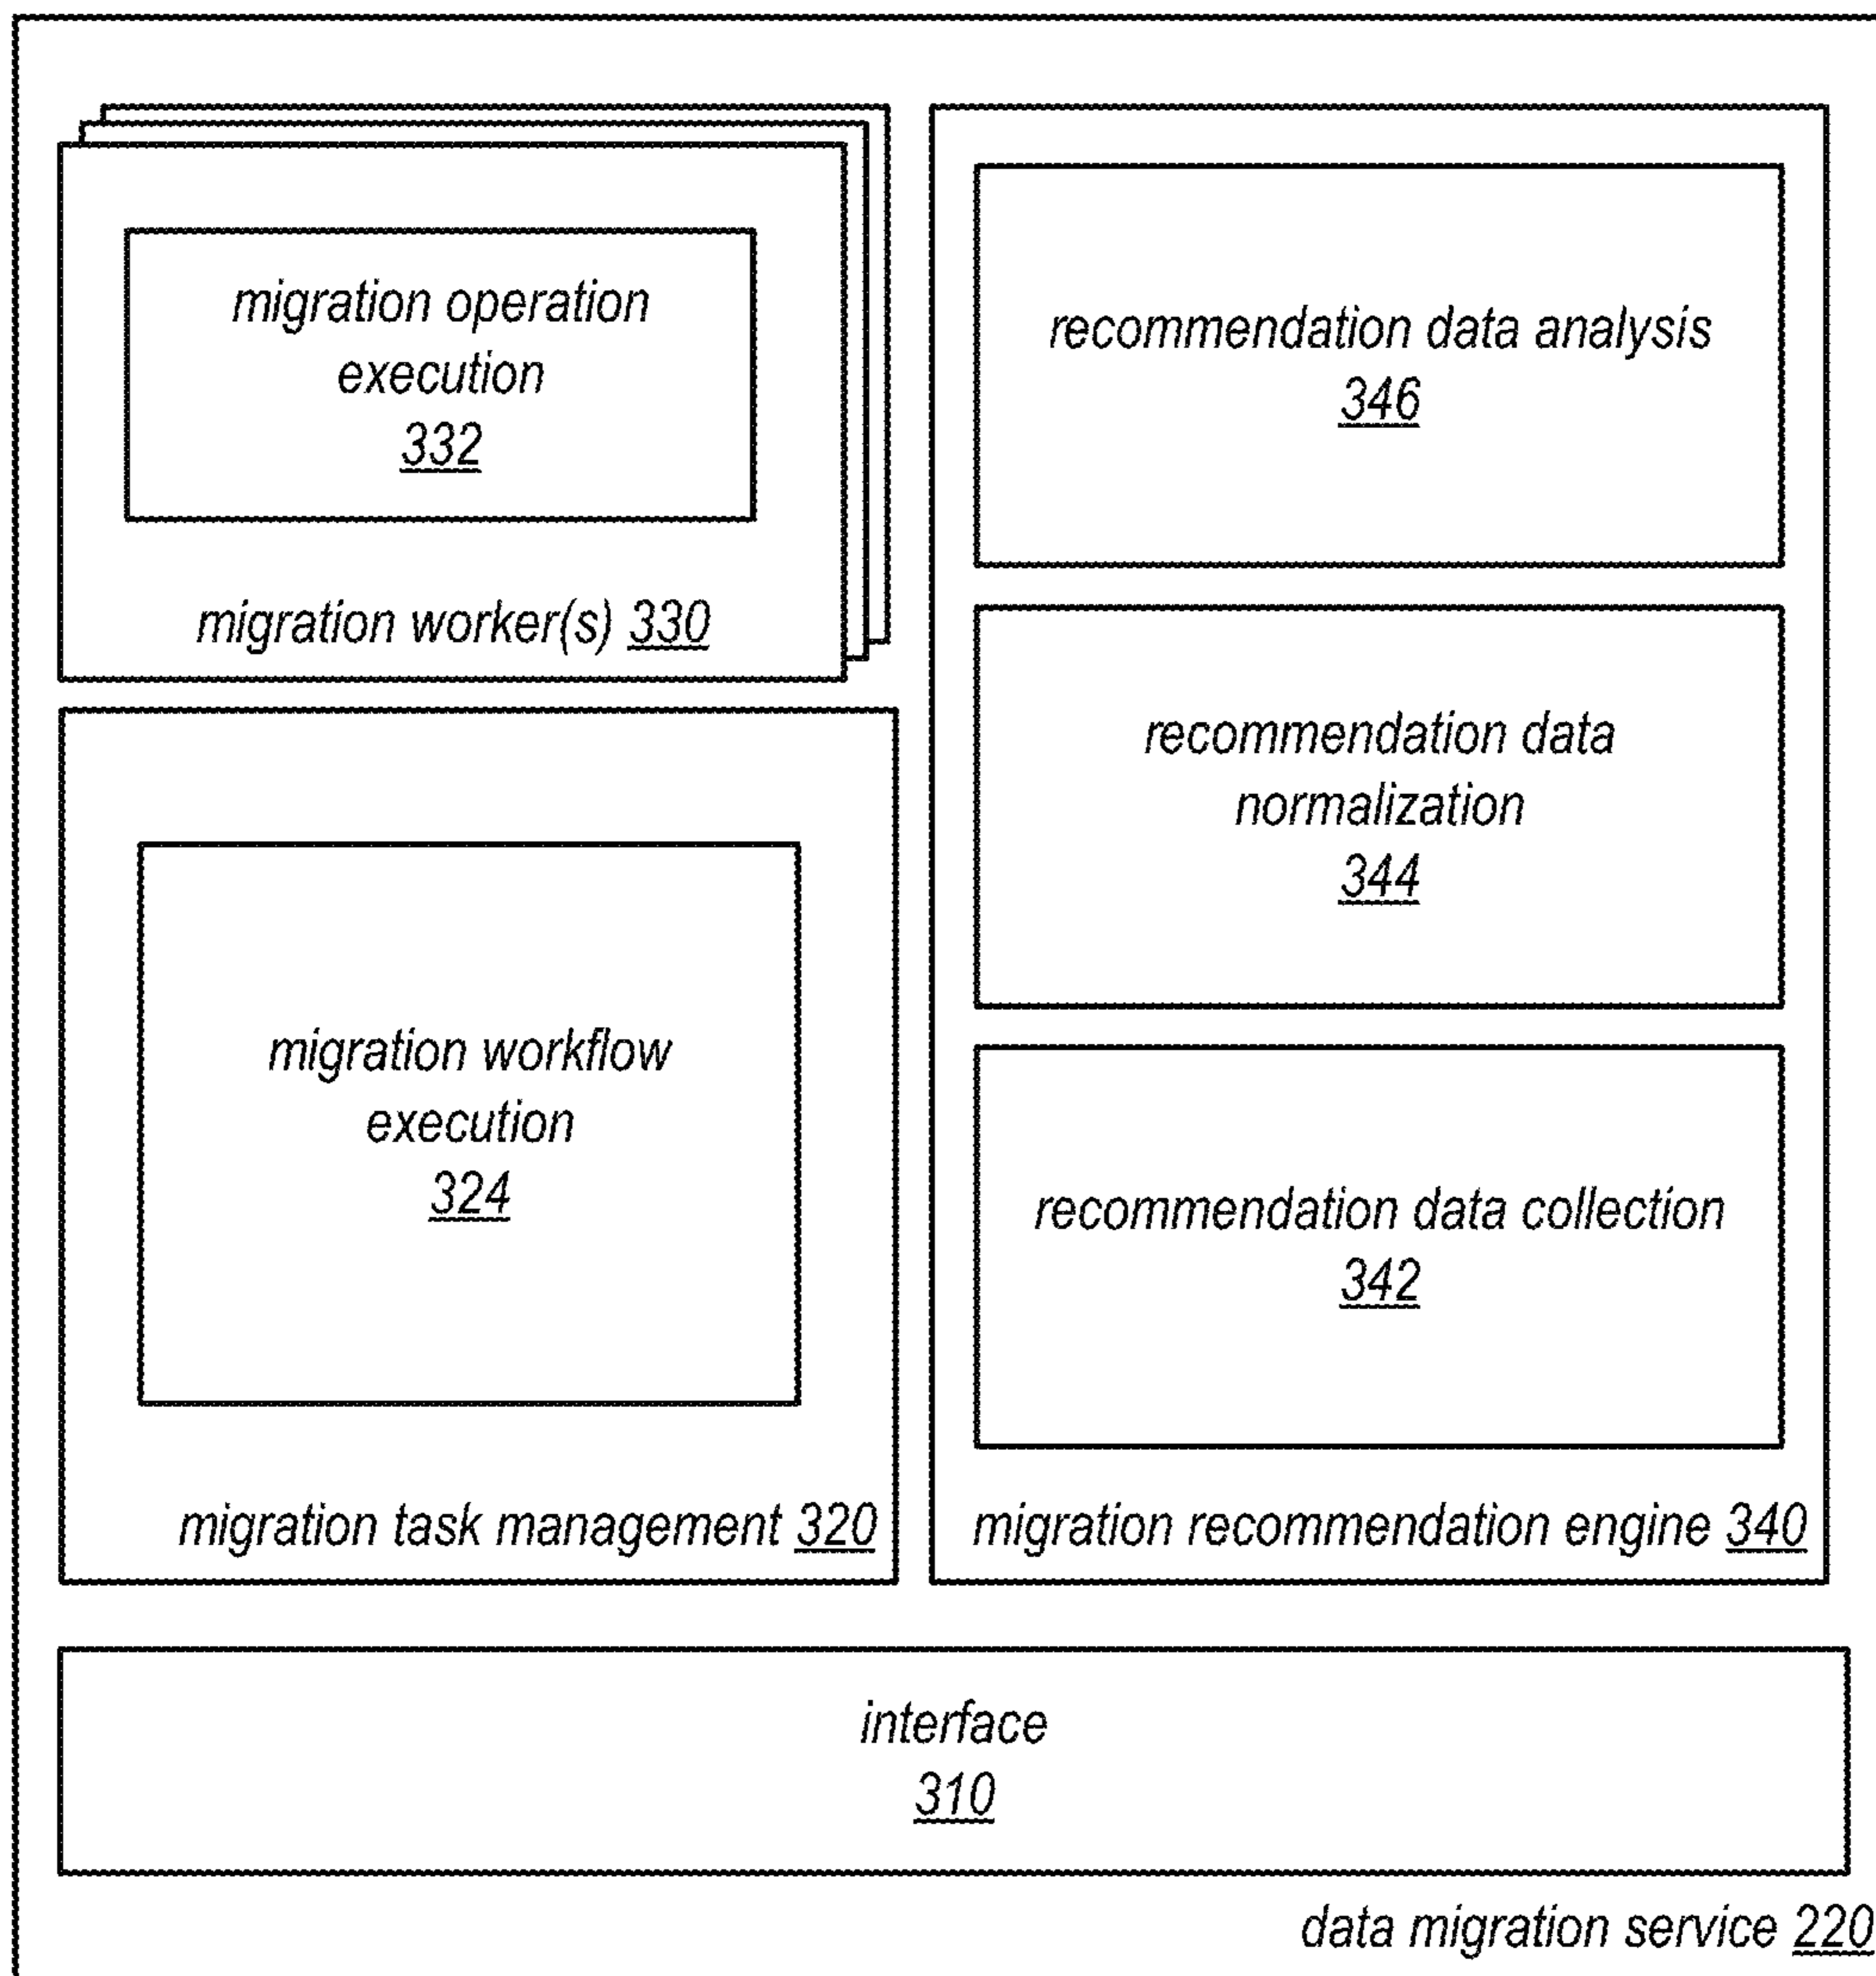 migration operation
execution
332
migration worker(s) 330
migration workflow
execution
324
migration task management 320
recommendation data analysis
346
recommendation data
normalization
344
recommendation data collection
342
migration recommendation engine 340
interface
310
data migration service 220